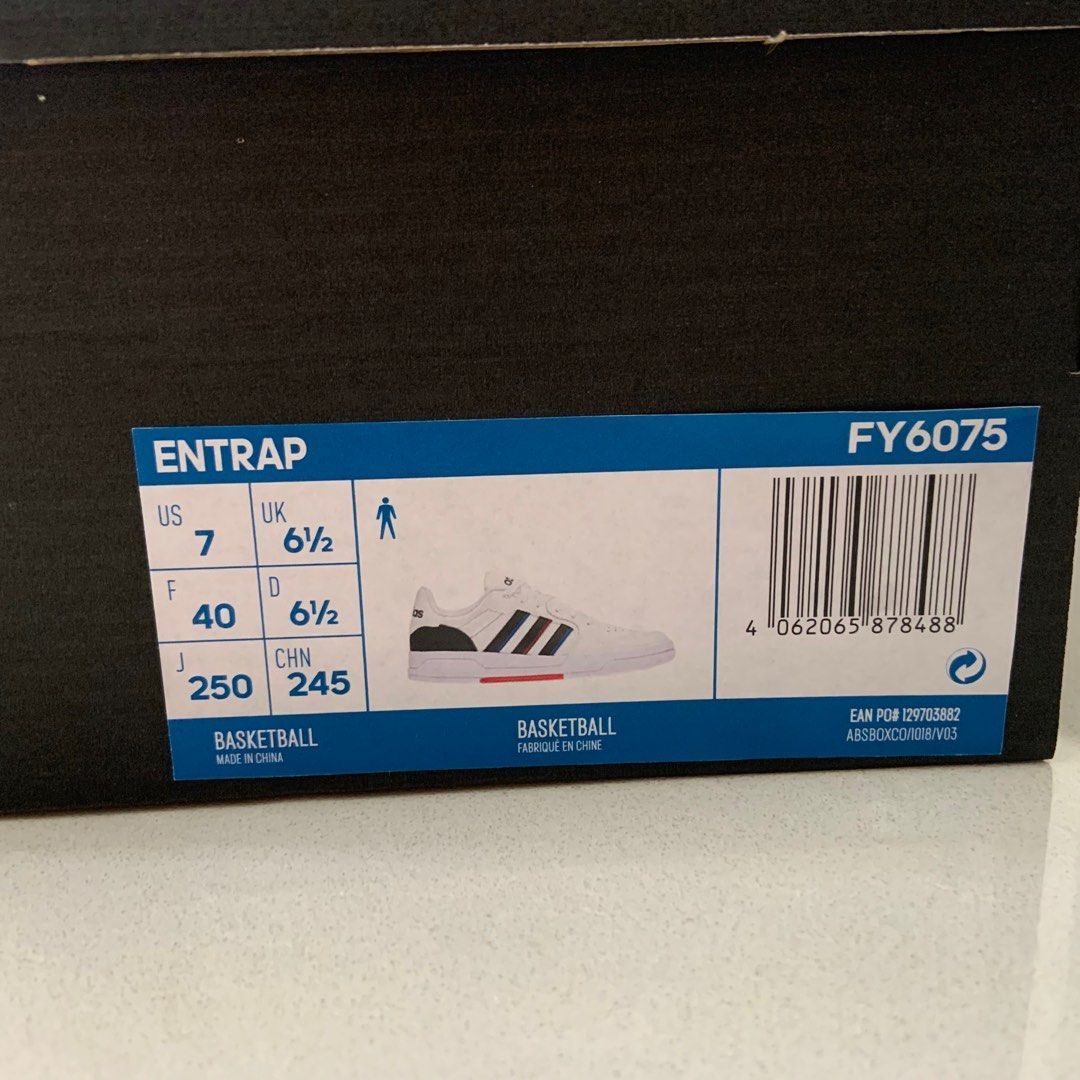 ENTRAP
FY6075
US 7
UK 6½
F 40
D 6½
J 250
CHN 245
4 062065 878488
BASKETBALL
MADE IN CHINA
BASKETBALL
FABRIQUÉ EN CHINE
EAN PO# 129703882
ABSBOXCO/1018/V03